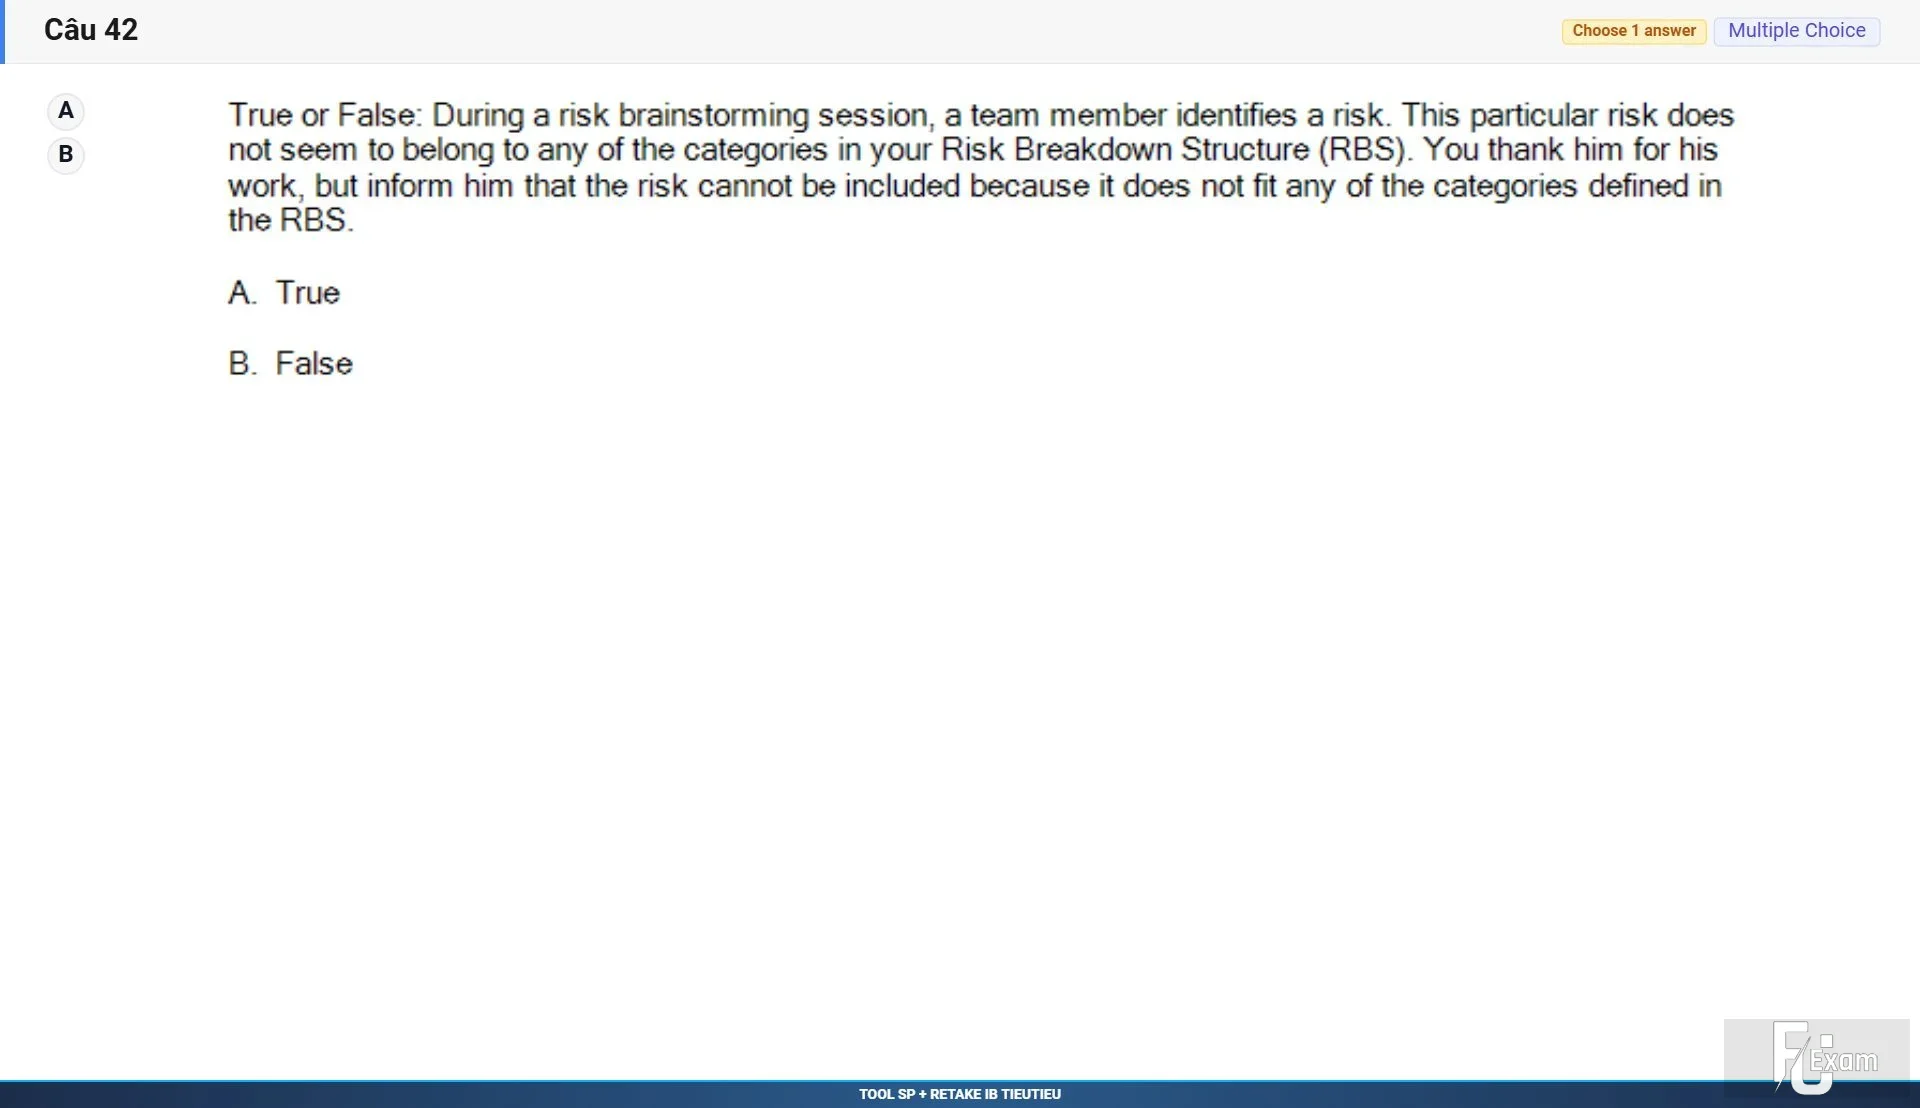 Câu 42
Choose 1 answer
Multiple Choice
A
B
True or False: During a risk brainstorming session, a team member identifies a risk. This particular risk does
not seem to belong to any of the categories in your Risk Breakdown Structure (RBS). You thank him for his
work, but inform him that the risk cannot be included because it does not fit any of the categories defined in
the RBS.
A. True
B. False
FU Exam
TOOL SP + RETAKE IB TIEUTIEU